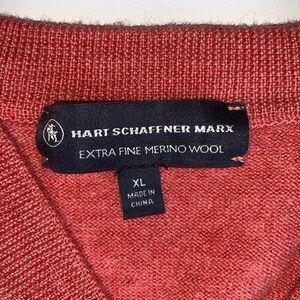 HART SCHAFFNER MARX
EXTRA FINE MERINO WOOL
XL
MADE IN
CHINA